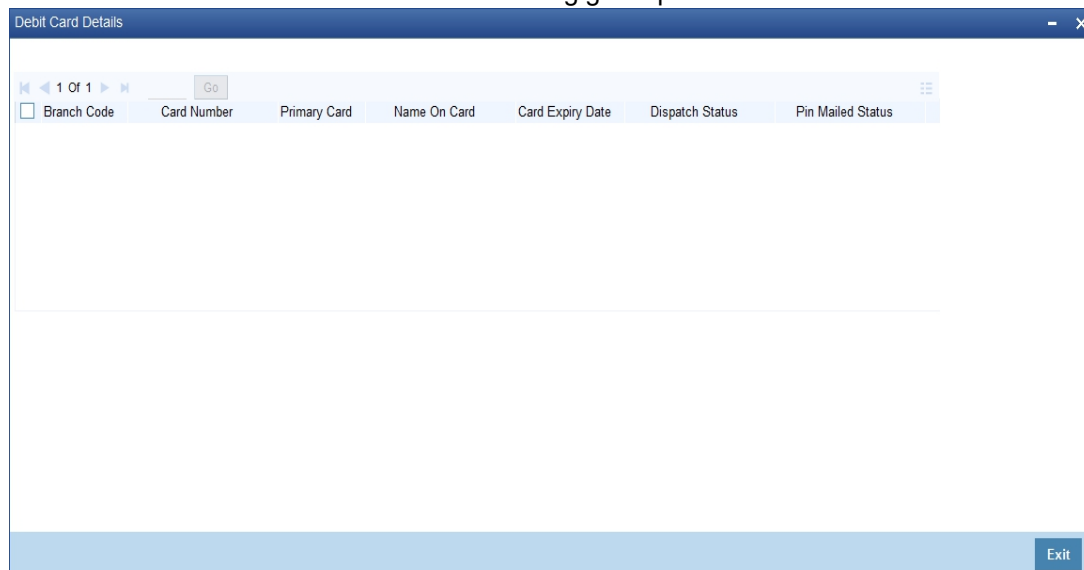 Debit Card Details
1 Of 1 Go
Branch Code Card Number Primary Card Name On Card Card Expiry Date Dispatch Status Pin Mailed Status
Exit